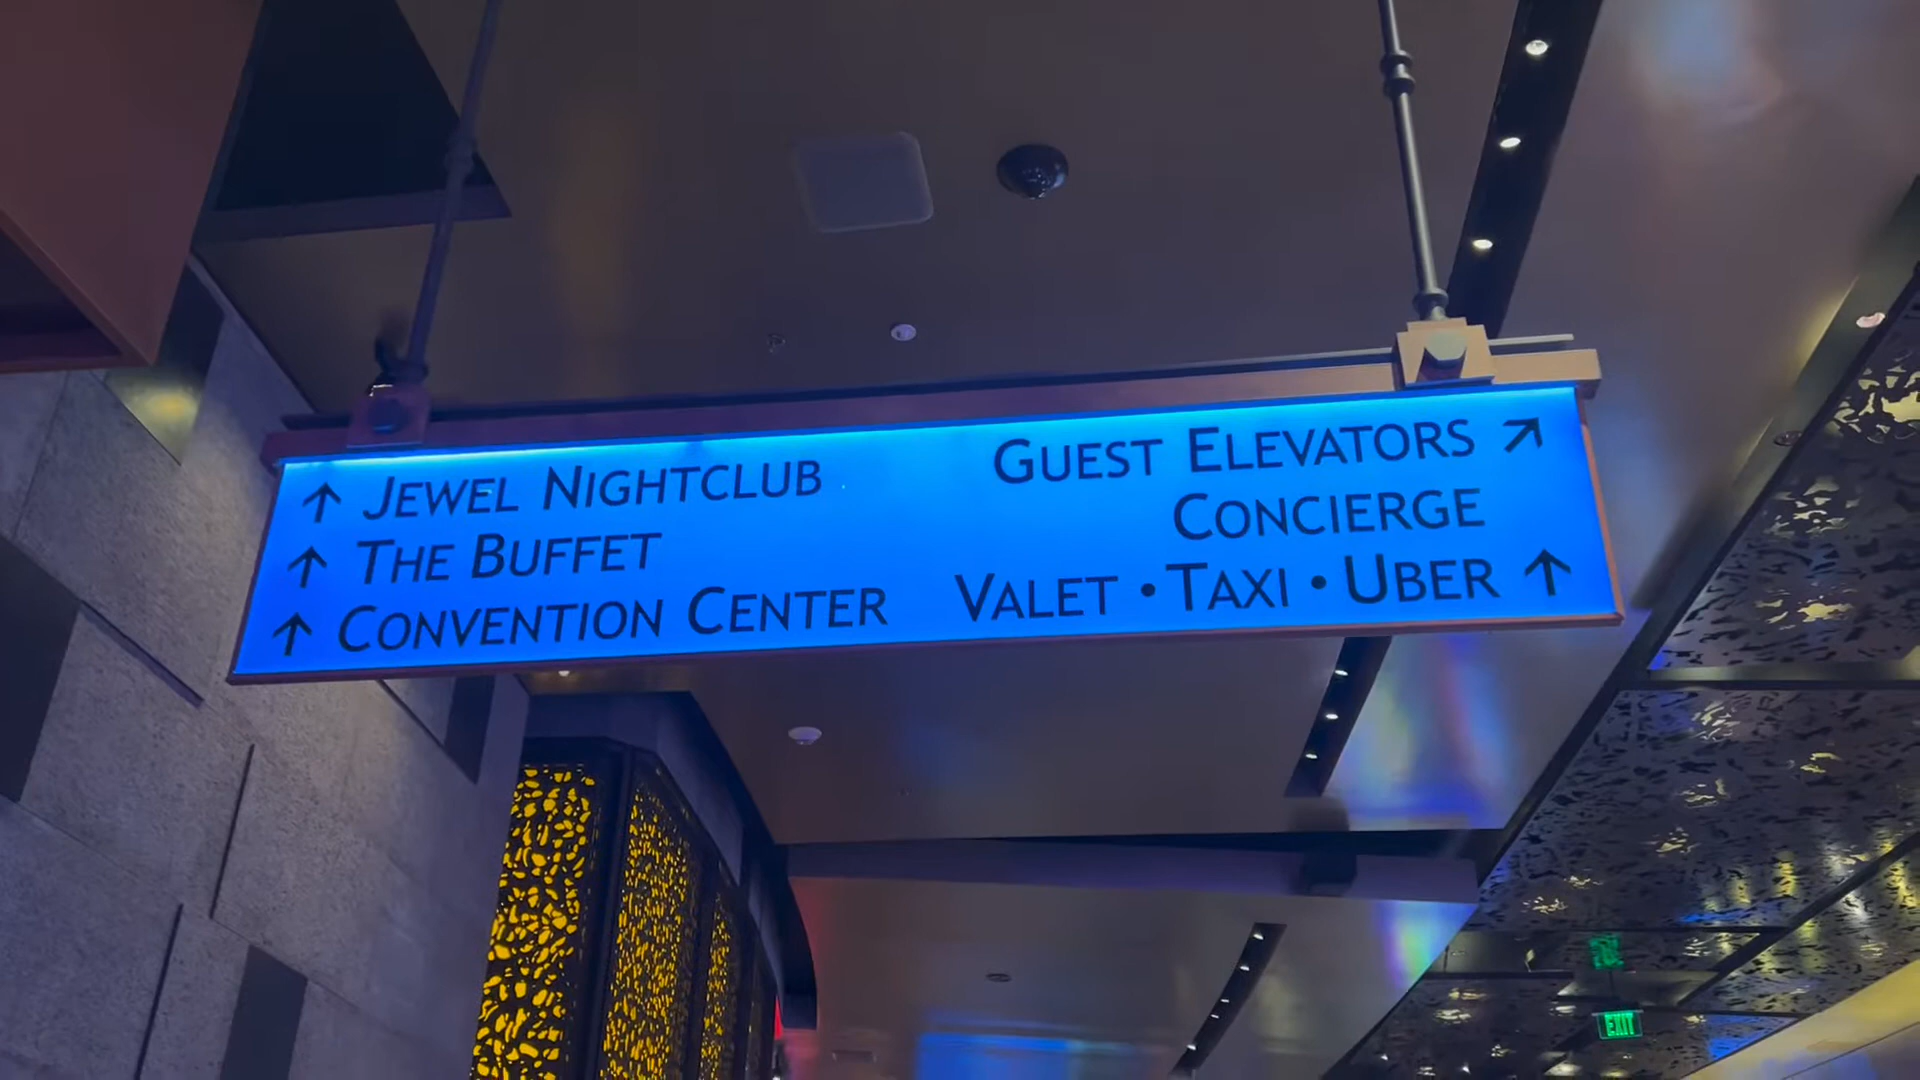 ↑ JEWEL NIGHTCLUB
↑ THE BUFFET
↑ CONVENTION CENTER
GUEST ELEVATORS ↗
CONCIERGE
VALET • TAXI • UBER ↑
EXIT